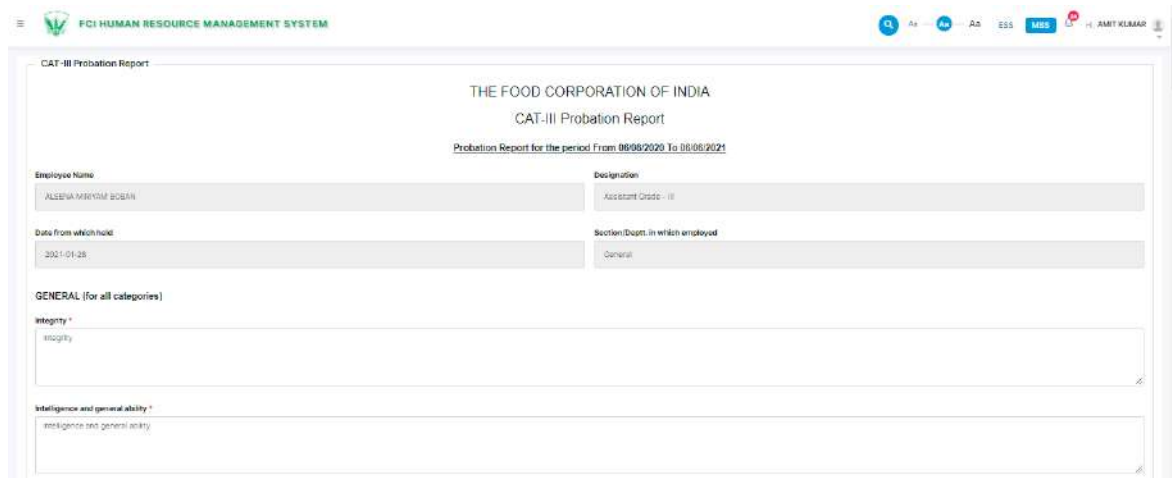 FCI HUMAN RESOURCE MANAGEMENT SYSTEM
Aa Aa Aa ESS MSS Hi, AMIT KUMAR
CAT-III Probation Report
THE FOOD CORPORATION OF INDIA
CAT-III Probation Report
Probation Report for the period From 06/06/2020 To 06/06/2021
Employee Name Designation
ALEENA MIRIYAM BOBAN Assistant Grade - III
Date from which held Section/Deptt. in which employed
2021-01-28 General
GENERAL (for all categories)
Integrity *
Integrity
Intelligence and general ability *
Intelligence and general ability